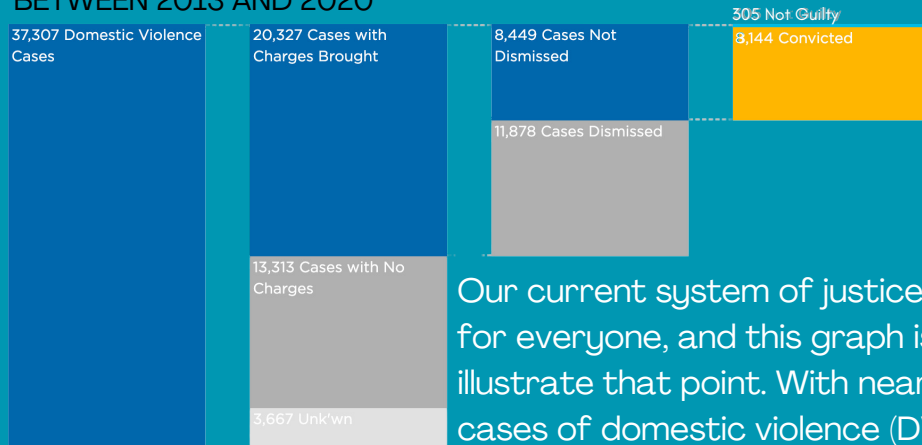 BETWEEN 2013 AND 2020
37,307 Domestic Violence
Cases
20,327 Cases with
Charges Brought
13,313 Cases with No
Charges
3,667 Unk'wn
8,449 Cases Not
Dismissed
11,878 Cases Dismissed
305 Not Guilty
8,144 Convicted
Our current system of justice
for everyone, and this graph
illustrate that point. With
cases of domestic violence